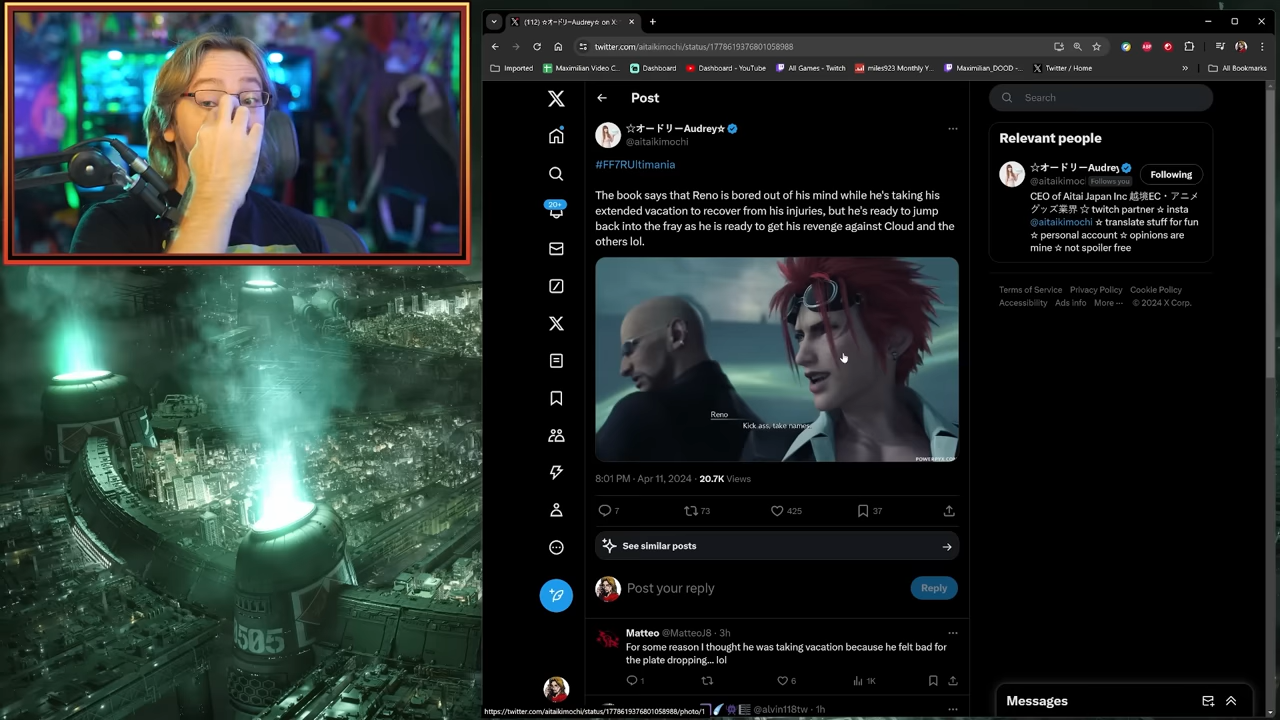 (112) ☆オードリーAudrey☆ on X:
twitter.com/aitaikimochi/status/1778619376801058988
Imported
Maximilian Video C...
Dashboard
Dashboard - YouTube
All Games - Twitch
miles923 Monthly Y...
Maximilian_DOOD -...
Twitter / Home
All Bookmarks
Post
☆オードリーAudrey☆
@aitaikimochi
#FF7RUltimania
The book says that Reno is bored out of his mind while he's taking his
extended vacation to recover from his injuries, but he's ready to jump
back into the fray as he is ready to get his revenge against Cloud and the
others lol.
Reno
Kick ass, take names
POWERPYX.COM
8:01 PM · Apr 11, 2024 · 20.7K Views
7
73
425
37
See similar posts
Post your reply
Reply
Matteo @MatteoJ8 · 3h
For some reason I thought he was taking vacation because he felt bad for
the plate dropping... lol
1
6
1K
@alvin118tw · 1h
20+
Search
Relevant people
☆オードリーAudrey
@aitaikimoc Follows you
Following
CEO of Aitai Japan Inc 越境EC・アニメ
グッズ業界 ☆ twitch partner ☆ insta
@aitaikimochi ☆ translate stuff for fun
☆ personal account ☆ opinions are
mine ☆ not spoiler free
Terms of Service Privacy Policy Cookie Policy
Accessibility Ads info More ··· © 2024 X Corp.
Messages
https://twitter.com/aitaikimochi/status/1778619376801058988/photo/1
4505